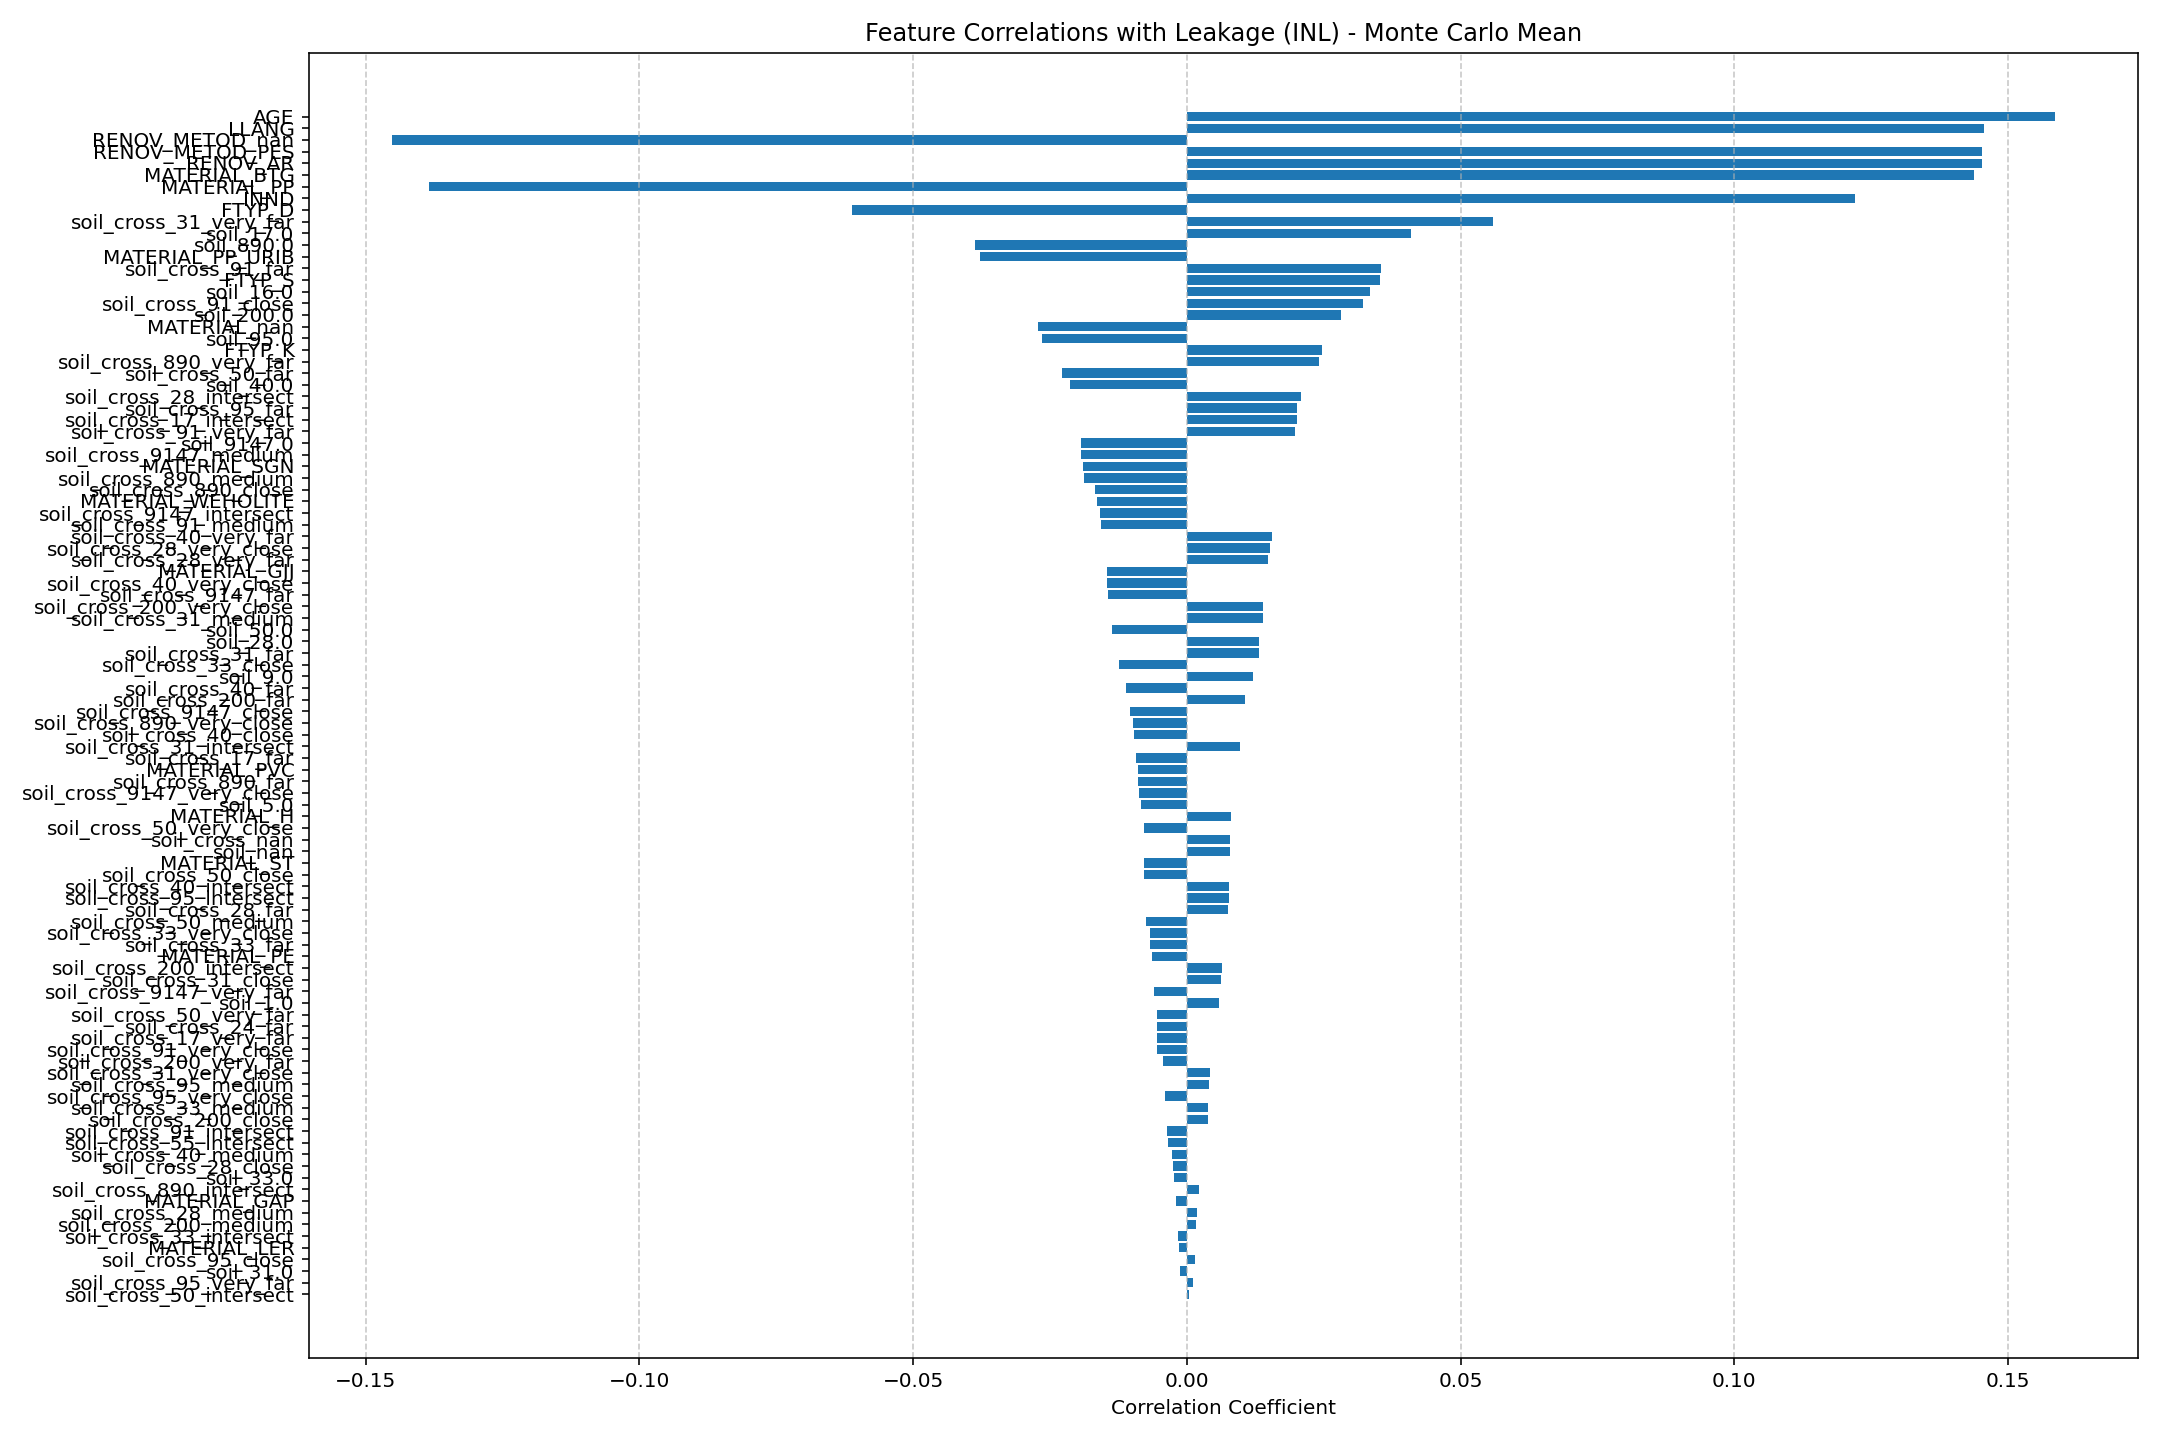 Feature Correlations with Leakage (INL) - Monte Carlo Mean
AGE
LLANG
RENOV_METOD_nan
RENOV_METOD_PLS
RENOV_AR
MATERIAL_BTG
MATERIAL_PP
INND
FTYP_D
soil_cross_31_very_far
soil_17.0
soil_890.0
MATERIAL_PP_URIB
soil_cross_91_far
FTYP_S
soil_16.0
soil_cross_91_close
soil_200.0
MATERIAL_nan
soil_95.0
FTYP_K
soil_cross_890_very_far
soil_cross_50_far
soil_40.0
soil_cross_28_intersect
soil_cross_95_far
soil_cross_17_intersect
soil_cross_91_very_far
soil_9147.0
soil_cross_9147_medium
MATERIAL_SGN
soil_cross_890_medium
soil_cross_890_close
MATERIAL_WEHOLITE
soil_cross_9147_intersect
soil_cross_91_medium
soil_cross_40_very_far
soil_cross_28_very_close
soil_cross_28_very_far
MATERIAL_GJJ
soil_cross_40_very_close
soil_cross_9147_far
soil_cross_200_very_close
soil_cross_31_medium
soil_50.0
soil_28.0
soil_cross_31_far
soil_cross_33_close
soil_9.0
soil_cross_40_far
soil_cross_200_far
soil_cross_9147_close
soil_cross_890_very_close
soil_cross_40_close
soil_cross_31_intersect
soil_cross_17_far
MATERIAL_PVC
soil_cross_890_far
soil_cross_9147_very_close
soil_5.0
MATERIAL_H
soil_cross_50_very_close
soil_cross_nan
soil_nan
MATERIAL_ST
soil_cross_50_close
soil_cross_40_intersect
soil_cross_95_intersect
soil_cross_28_far
soil_cross_50_medium
soil_cross_33_very_close
soil_cross_33_far
MATERIAL_PE
soil_cross_200_intersect
soil_cross_31_close
soil_cross_9147_very_far
soil_1.0
soil_cross_50_very_far
soil_cross_24_far
soil_cross_17_very_far
soil_cross_91_very_close
soil_cross_200_very_far
soil_cross_31_very_close
soil_cross_95_medium
soil_cross_95_very_close
soil_cross_33_medium
soil_cross_200_close
soil_cross_91_intersect
soil_cross_55_intersect
soil_cross_40_medium
soil_cross_28_close
soil_33.0
soil_cross_890_intersect
MATERIAL_GAP
soil_cross_28_medium
soil_cross_200_medium
soil_cross_33_intersect
MATERIAL_LER
soil_cross_95_close
soil_31.0
soil_cross_95_very_far
soil_cross_50_intersect
−0.15 −0.10 −0.05 0.00 0.05 0.10 0.15
Correlation Coefficient